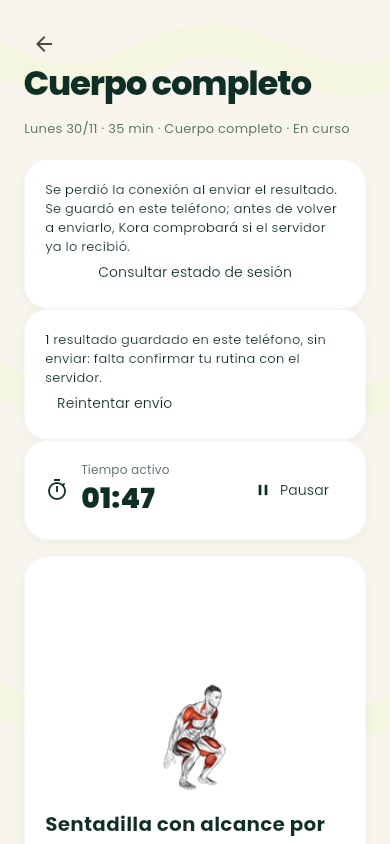 Cuerpo completo
Lunes 30/11 · 35 min · Cuerpo completo · En curso
Se perdió la conexión al enviar el resultado.
Se guardó en este teléfono; antes de volver
a enviarlo, Kora comprobará si el servidor
ya lo recibió.
Consultar estado de sesión
1 resultado guardado en este teléfono, sin
enviar: falta confirmar tu rutina con el
servidor.
Reintentar envío
Tiempo activo
01:47
Pausar
Sentadilla con alcance por